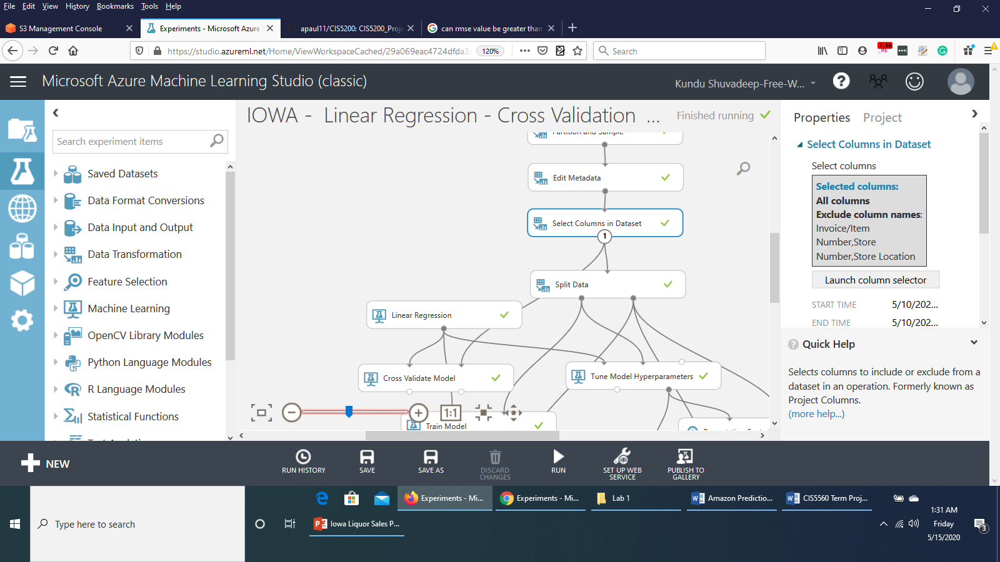 File Edit View History Bookmarks Tools Help
S3 Management Console
Experiments - Microsoft Azure
apaul11/CIS5200: CIS5200_Proje
can rmse value be greater than
https://studio.azureml.net/Home/ViewWorkspaceCached/29a069eac4724dfda3
120%
Search
7.1k
ME
Microsoft Azure Machine Learning Studio (classic)
Kundu Shuvadeep-Free-W...
IOWA - Linear Regression - Cross Validation ...
Finished running
Properties Project
Search experiment items
Saved Datasets
Data Format Conversions
Data Input and Output
Data Transformation
Feature Selection
Machine Learning
OpenCV Library Modules
Python Language Modules
R Language Modules
Statistical Functions
Partition and Sample
Edit Metadata
Select Columns in Dataset
1
Split Data
Linear Regression
Cross Validate Model
Tune Model Hyperparameters
Train Model
1:1
Select Columns in Dataset
Select columns
Selected columns:
All columns
Exclude column names:
Invoice/Item
Number,Store
Number,Store Location
Launch column selector
START TIME 5/10/202...
END TIME 5/10/202...
Quick Help
Selects columns to include or exclude from a
dataset in an operation. Formerly known as
Project Columns.
(more help...)
NEW
RUN HISTORY
SAVE
SAVE AS
DISCARD
CHANGES
RUN
SET UP WEB
SERVICE
PUBLISH TO
GALLERY
Type here to search
Experiments - Mi...
Experiments - Mi...
Lab 1
Amazon Predictio...
CIS5560 Term Proj...
Iowa Liquor Sales P...
1:31 AM
Friday
5/15/2020
3